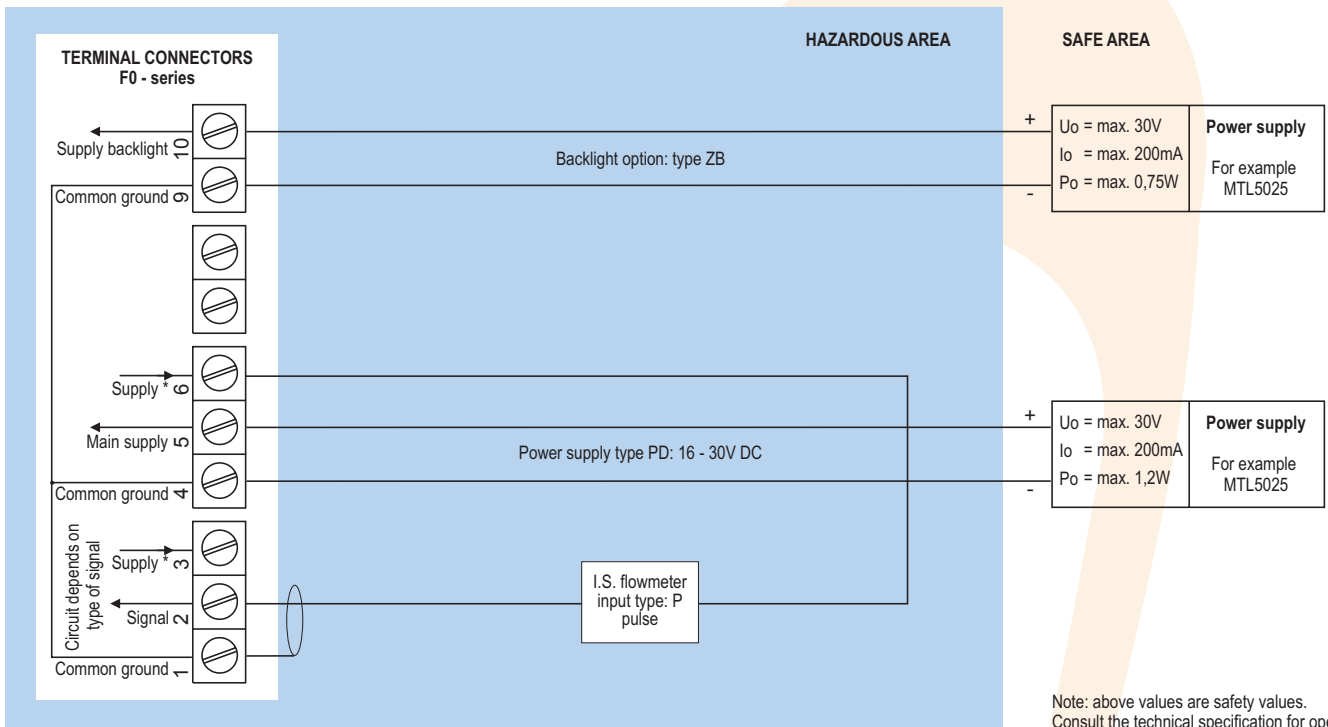 HAZARDOUS AREA
SAFE AREA
TERMINAL CONNECTORS
F0 - series
Supply backlight 10
Common ground 9
Backlight option: type ZB
+
-
Uo = max. 30V
Io = max. 200mA
Po = max. 0,75W
Power supply
For example
MTL5025
Supply * 6
Main supply 5
Common ground 4
Power supply type PD: 16 - 30V DC
+
-
Uo = max. 30V
Io = max. 200mA
Po = max. 1,2W
Power supply
For example
MTL5025
Circuit depends on
type of signal
Supply * 3
Signal 2
Common ground 1
I.S. flowmeter
input type: P
pulse
Note: above values are safety values.
Consult the technical specification for